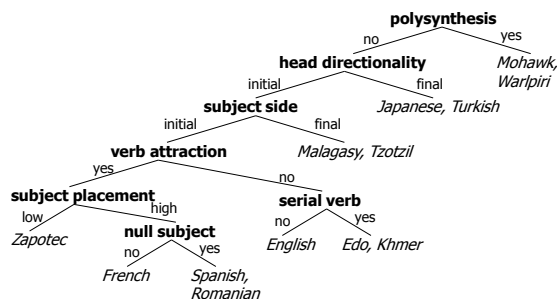 polysynthesis
no
yes
head directionality
Mohawk,
Warlpiri
initial
final
subject side
Japanese, Turkish
initial
final
verb attraction
Malagasy, Tzotzil
yes
no
subject placement
serial verb
low
high
no
yes
Zapotec
null subject
English
Edo, Khmer
no
yes
French
Spanish,
Romanian